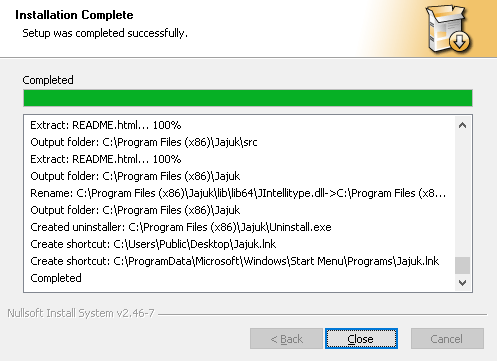 Installation Complete
Setup was completed successfully.
Completed
Extract: README.html... 100%
Output folder: C:\Program Files (x86)\Jajuk\src
Extract: README.html... 100%
Output folder: C:\Program Files (x86)\Jajuk
Rename: C:\Program Files (x86)\Jajuk\lib\lib64\JIntellitype.dll->C:\Program Files (x8...
Output folder: C:\Program Files (x86)\Jajuk
Created uninstaller: C:\Program Files (x86)\Jajuk\Uninstall.exe
Create shortcut: C:\Users\Public\Desktop\Jajuk.lnk
Create shortcut: C:\ProgramData\Microsoft\Windows\Start Menu\Programs\Jajuk.lnk
Completed
Nullsoft Install System v2.46-7
< Back Close Cancel